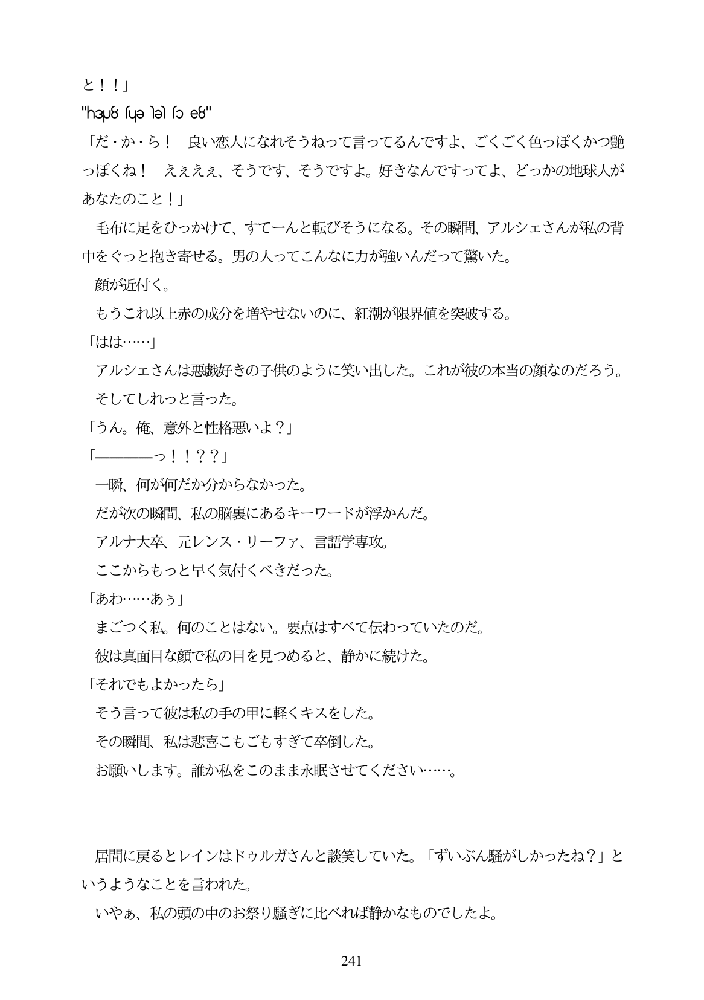 と！！」
「だ・か・ら！　良い恋人になれそうねって言ってるんですよ、ごくごく色っぽくかつ艶
っぽくね！　えぇえぇ、そうです、そうですよ。好きなんですってよ、どっかの地球人が
あなたのこと！」
毛布に足をひっかけて、すてーんと転びそうになる。その瞬間、アルシェさんが私の背
中をぐっと抱き寄せる。男の人ってこんなに力が強いんだって驚いた。
顔が近付く。
もうこれ以上赤の成分を増やせないのに、紅潮が限界値を突破する。
「はは……」
アルシェさんは悪戯好きの子供のように笑い出した。これが彼の本当の顔なのだろう。
そしてしれっと言った。
「うん。俺、意外と性格悪いよ？」
「――――っ！！？？」
一瞬、何が何だか分からなかった。
だが次の瞬間、私の脳裏にあるキーワードが浮かんだ。
アルナ大卒、元レンス・リーファ、言語学専攻。
ここからもっと早く気付くべきだった。
「あわ……あぅ」
まごつく私。何のことはない。要点はすべて伝わっていたのだ。
彼は真面目な顔で私の目を見つめると、静かに続けた。
「それでもよかったら」
そう言って彼は私の手の甲に軽くキスをした。
その瞬間、私は悲喜こもごもすぎて卒倒した。
お願いします。誰か私をこのまま永眠させてください……。
居間に戻るとレインはドゥルガさんと談笑していた。「ずいぶん騒がしかったね？」と
いうようなことを言われた。
いやぁ、私の頭の中のお祭り騒ぎに比べれば静かなものでしたよ。
241